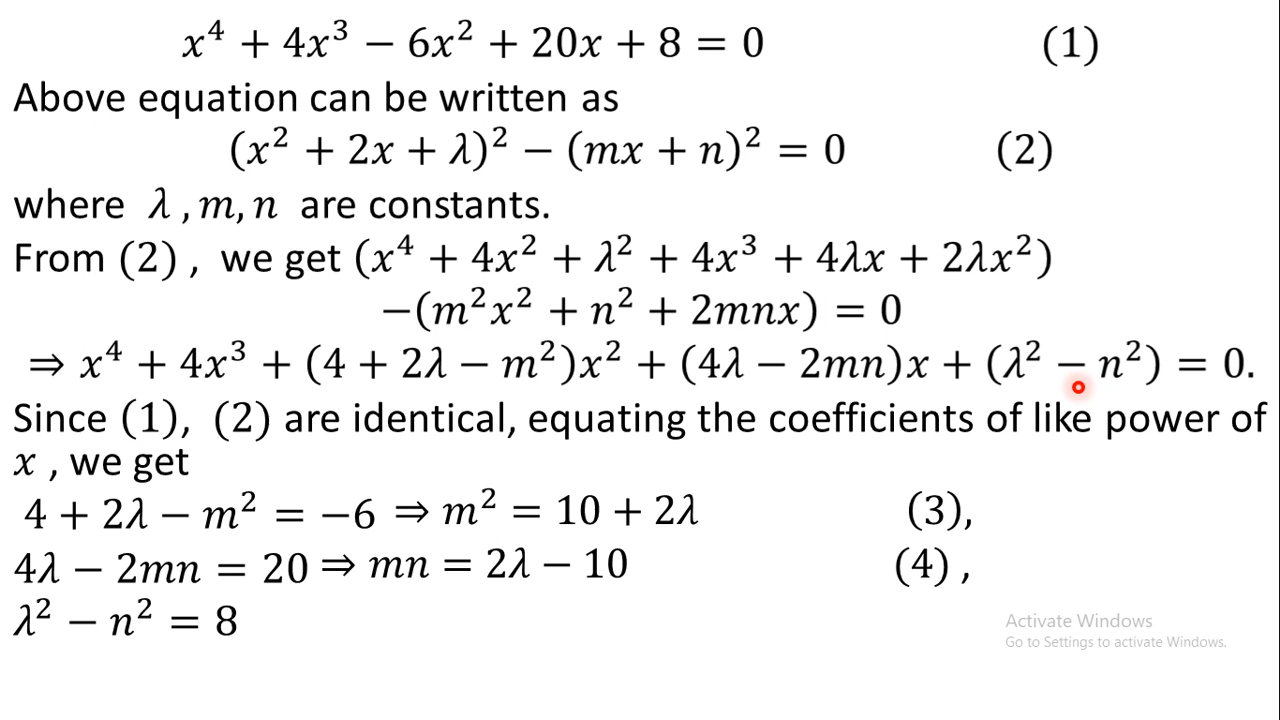 x⁴ + 4x³ − 6x² + 20x + 8 = 0 (1)
Above equation can be written as
(x² + 2x + λ)² − (mx + n)² = 0 (2)
where λ , m, n are constants.
From (2) , we get (x⁴ + 4x² + λ² + 4x³ + 4λx + 2λx²)
−(m²x² + n² + 2mnx) = 0
⇒ x⁴ + 4x³ + (4 + 2λ − m²)x² + (4λ − 2mn)x + (λ² − n²) = 0.
Since (1), (2) are identical, equating the coefficients of like power of
x , we get
4 + 2λ − m² = −6 ⇒ m² = 10 + 2λ (3),
4λ − 2mn = 20 ⇒ mn = 2λ − 10 (4) ,
λ² − n² = 8
Activate Windows
Go to Settings to activate Windows.